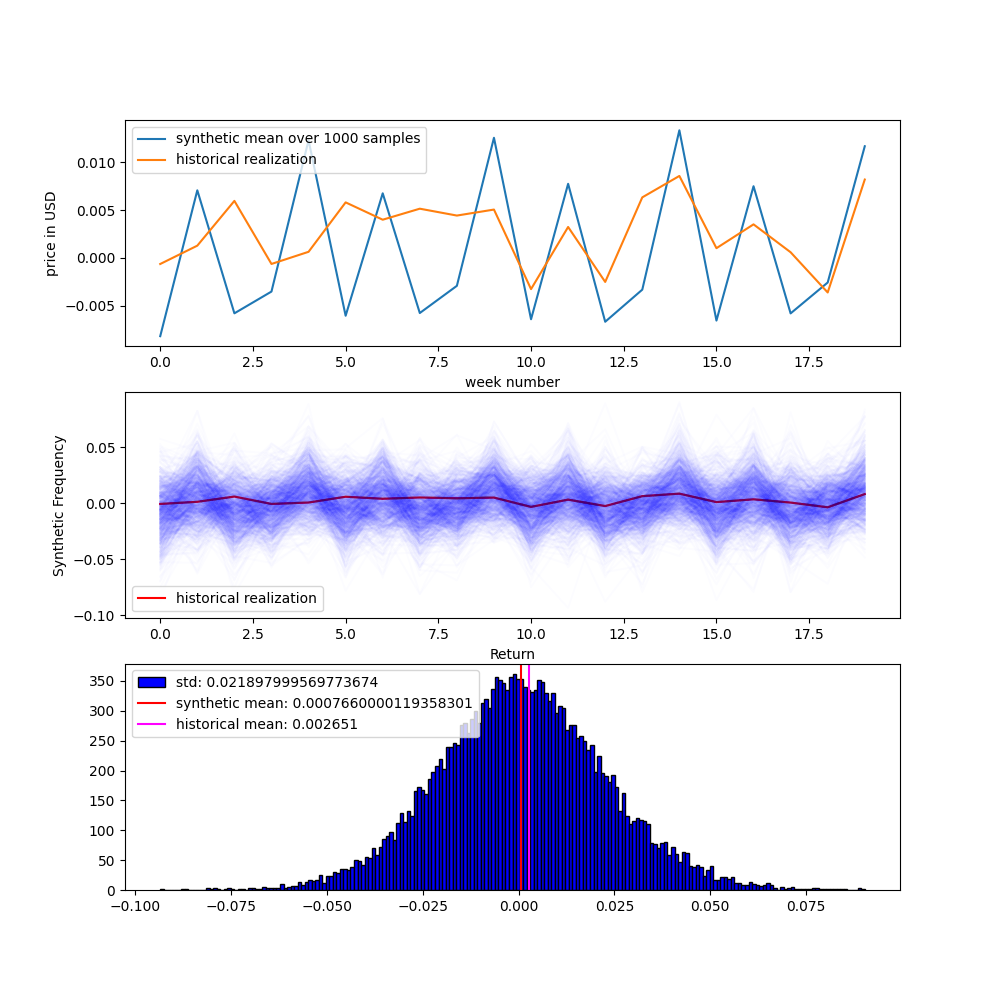 synthetic mean over 1000 samples
historical realization
0.010
0.005
0.000
−0.005
price in USD
0.0 2.5 5.0 7.5 10.0 12.5 15.0 17.5
week number
0.05
0.00
−0.05
−0.10
Synthetic Frequency
historical realization
0.0 2.5 5.0 7.5 10.0 12.5 15.0 17.5
Return
std: 0.021897999569773674
synthetic mean: 0.0007660000119358301
historical mean: 0.002651
350
300
250
200
150
100
50
0
−0.100 −0.075 −0.050 −0.025 0.000 0.025 0.050 0.075